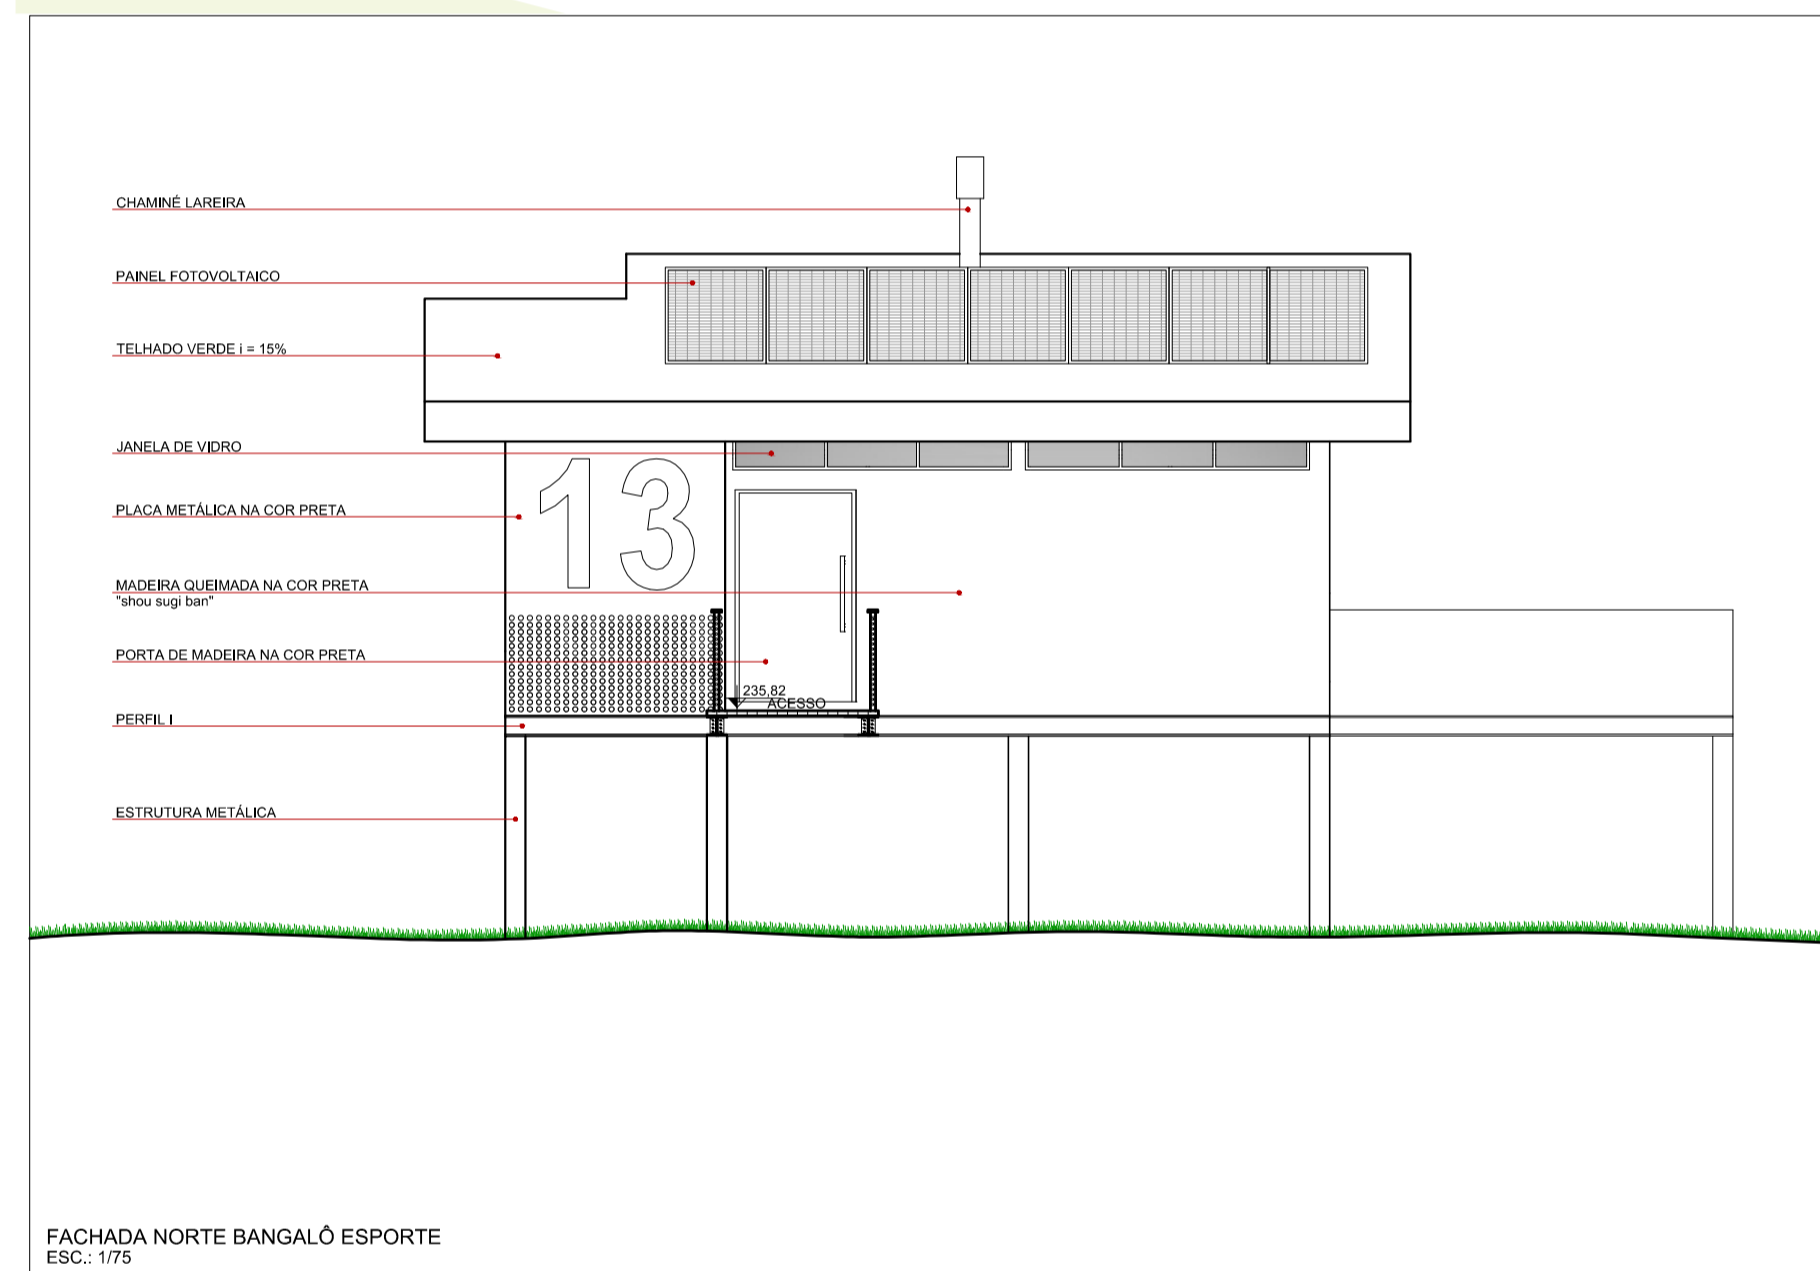 CHAMINÉ LAREIRA
PAINEL FOTOVOLTAICO
TELHADO VERDE i = 15%
JANELA DE VIDRO
13
PLACA METÁLICA NA COR PRETA
MADEIRA QUEIMADA NA COR PRETA
"shou sugi ban"
PORTA DE MADEIRA NA COR PRETA
235,82
ACESSO
PERFIL I
ESTRUTURA METÁLICA
FACHADA NORTE BANGALÔ ESPORTE
ESC.: 1/75